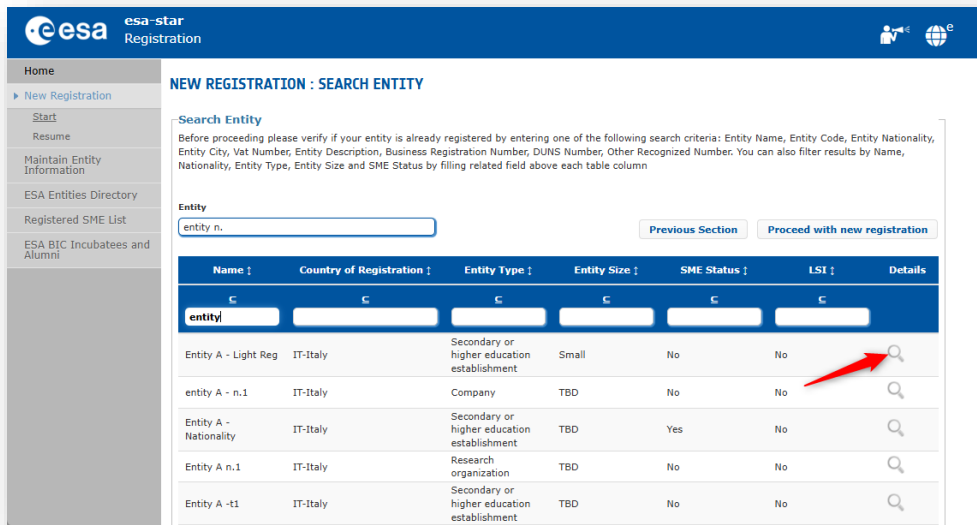 esa
esa-star
Registration
e
Home
New Registration
Start
Resume
Maintain Entity
Information
ESA Entities Directory
Registered SME List
ESA BIC Incubatees and
Alumni
NEW REGISTRATION : SEARCH ENTITY
Search Entity
Before proceeding please verify if your entity is already registered by entering one of the following search criteria: Entity Name, Entity Code, Entity Nationality,
Entity City, Vat Number, Entity Description, Business Registration Number, DUNS Number, Other Recognized Number. You can also filter results by Name,
Nationality, Entity Type, Entity Size and SME Status by filling related field above each table column
Entity
entity n.
Previous Section Proceed with new registration
Name Country of Registration Entity Type Entity Size SME Status LSI Details
⊆ ⊆ ⊆ ⊆ ⊆ ⊆
entity
Entity A - Light Reg IT-Italy Secondary or
higher education
establishment Small No No
entity A - n.1 IT-Italy Company TBD No No
Entity A -
Nationality IT-Italy Secondary or
higher education
establishment TBD Yes No
Entity A n.1 IT-Italy Research
organization TBD No No
Entity A -t1 IT-Italy Secondary or
higher education
establishment TBD No No